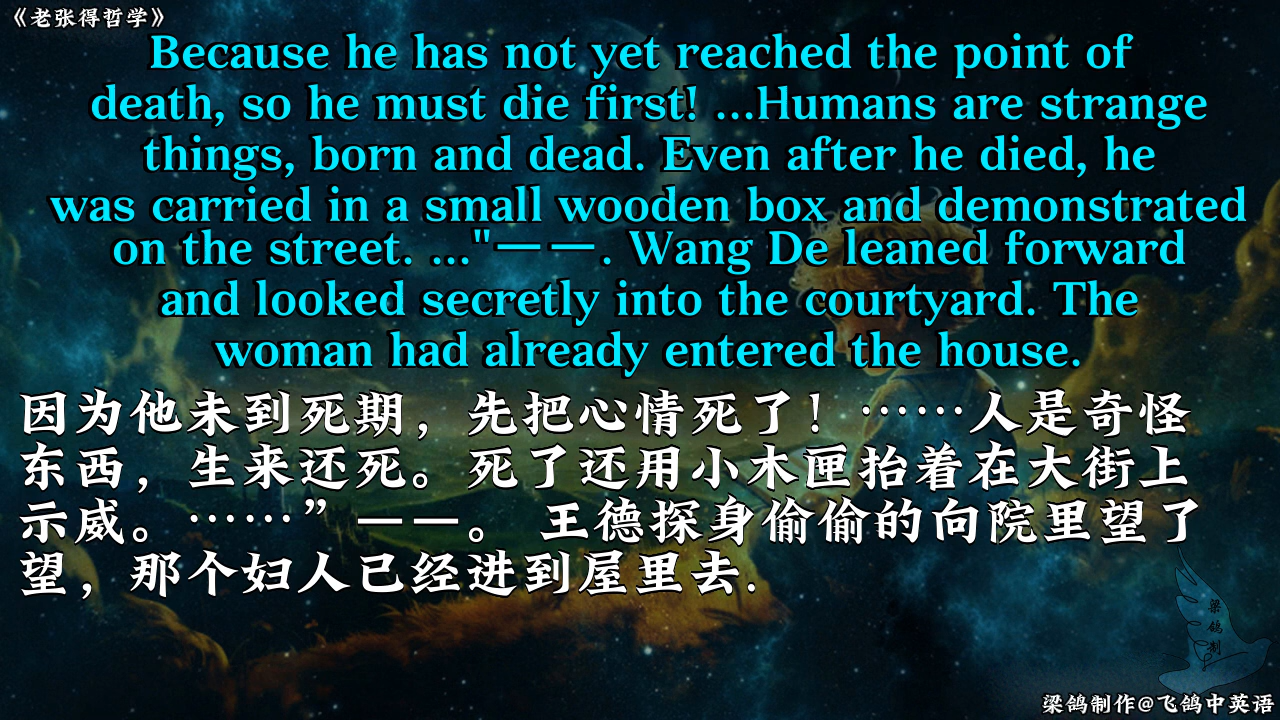 《老张得哲学》
Because he has not yet reached the point of
death, so he must die first! ...Humans are strange
things, born and dead. Even after he died, he
was carried in a small wooden box and demonstrated
on the street. ..."——. Wang De leaned forward
and looked secretly into the courtyard. The
woman had already entered the house.
因为他未到死期，先把心情死了！……人是奇怪
东西，生来还死。死了还用小木匣抬着在大街上
示威。……”——。 王德探身偷偷的向院里望了
望，那个妇人已经进到屋里去.
梁鸽制
梁鸽制作@飞鸽中英语